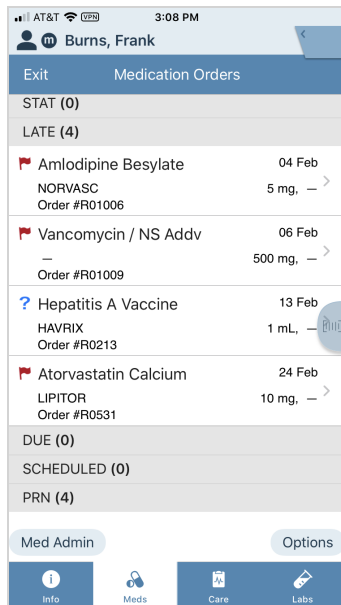 AT&T VPN 3:08 PM
m Burns, Frank
Exit Medication Orders
STAT (0)
LATE (4)
Amlodipine Besylate 04 Feb
NORVASC 5 mg, —
Order #R01006
Vancomycin / NS Addv 06 Feb
— 500 mg, —
Order #R01009
? Hepatitis A Vaccine 13 Feb
HAVRIX 1 mL, —
Order #R0213
Atorvastatin Calcium 24 Feb
LIPITOR 10 mg, —
Order #R0531
DUE (0)
SCHEDULED (0)
PRN (4)
Med Admin Options
Info Meds Care Labs